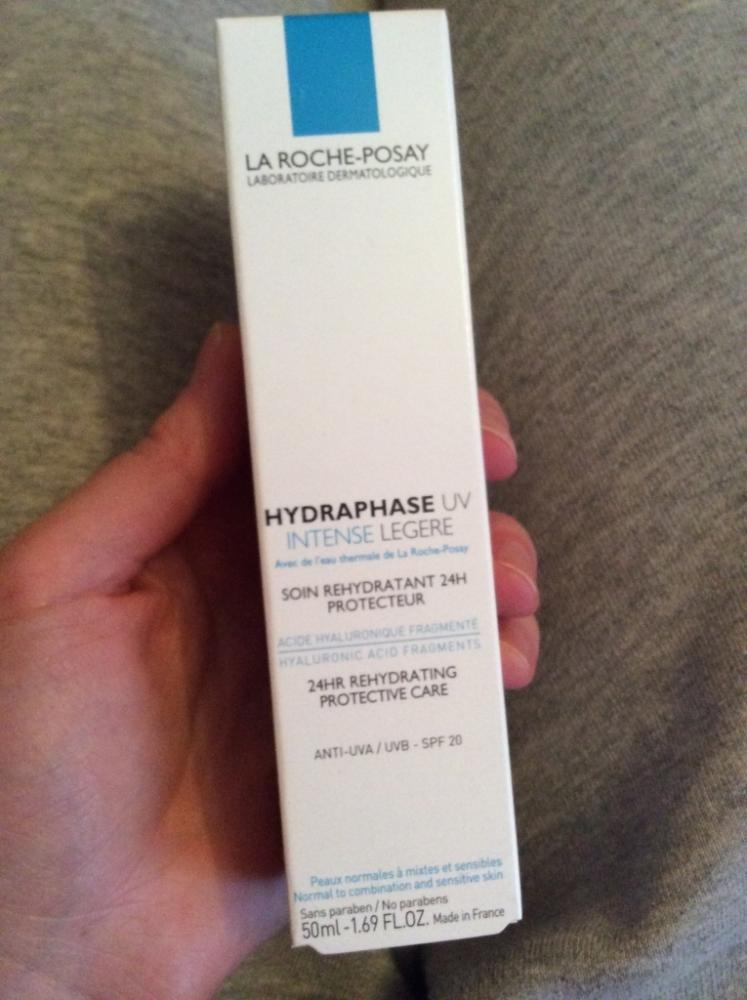 LA ROCHE-POSAY
LABORATOIRE DERMATOLOGIQUE
HYDRAPHASE UV
INTENSE LEGERE
Avec de l'eau thermale de La Roche-Posay
SOIN REHYDRATANT 24H
PROTECTEUR
ACIDE HYALURONIQUE FRAGMENTÉ
HYALURONIC ACID FRAGMENTS
24HR REHYDRATING
PROTECTIVE CARE
ANTI-UVA / UVB - SPF 20
Peaux normales à mixtes et sensibles
Normal to combination and sensitive skin
Sans paraben / No parabens
50ml - 1.69 FL.OZ. Made in France